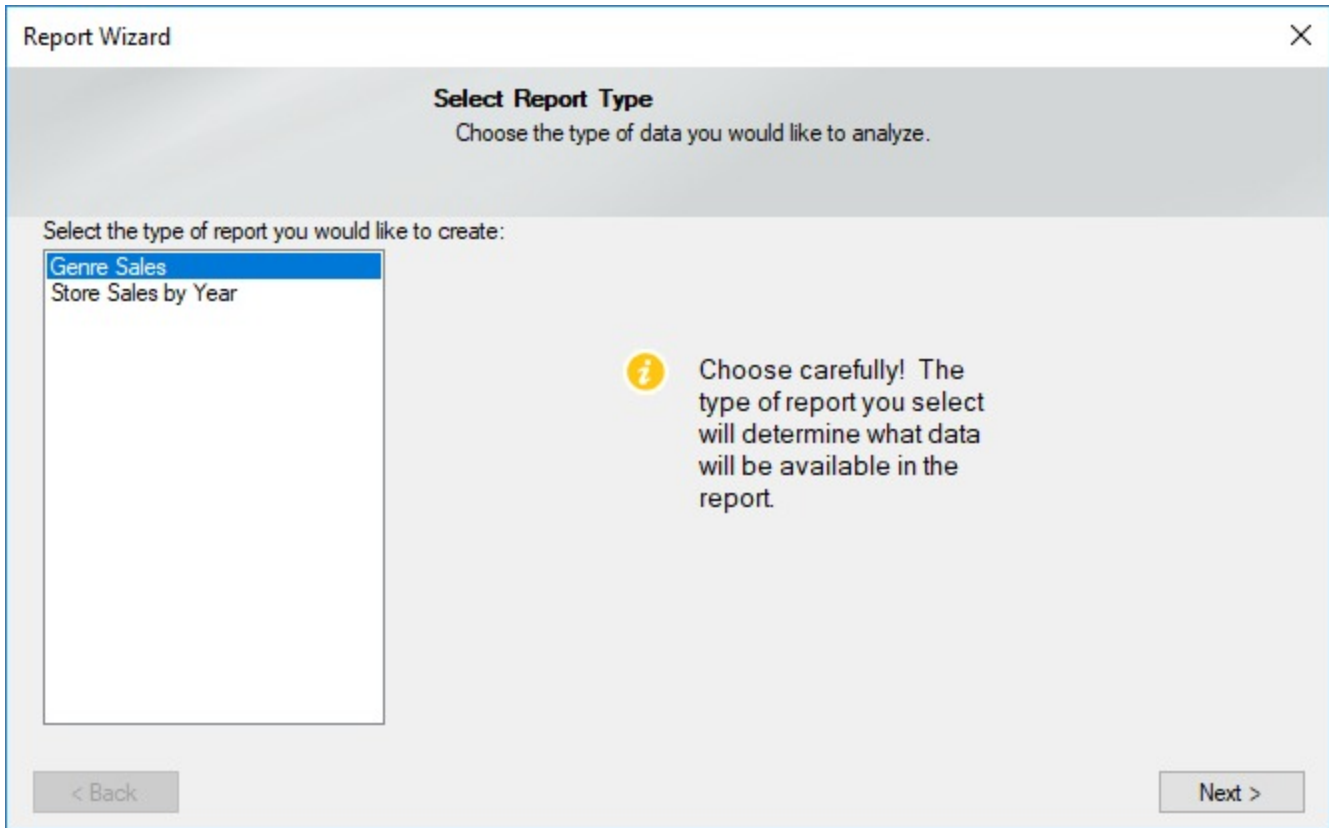 Report Wizard
Select Report Type
Choose the type of data you would like to analyze.
Select the type of report you would like to create:
Genre Sales
Store Sales by Year
Choose carefully! The
type of report you select
will determine what data
will be available in the
report.
< Back
Next >